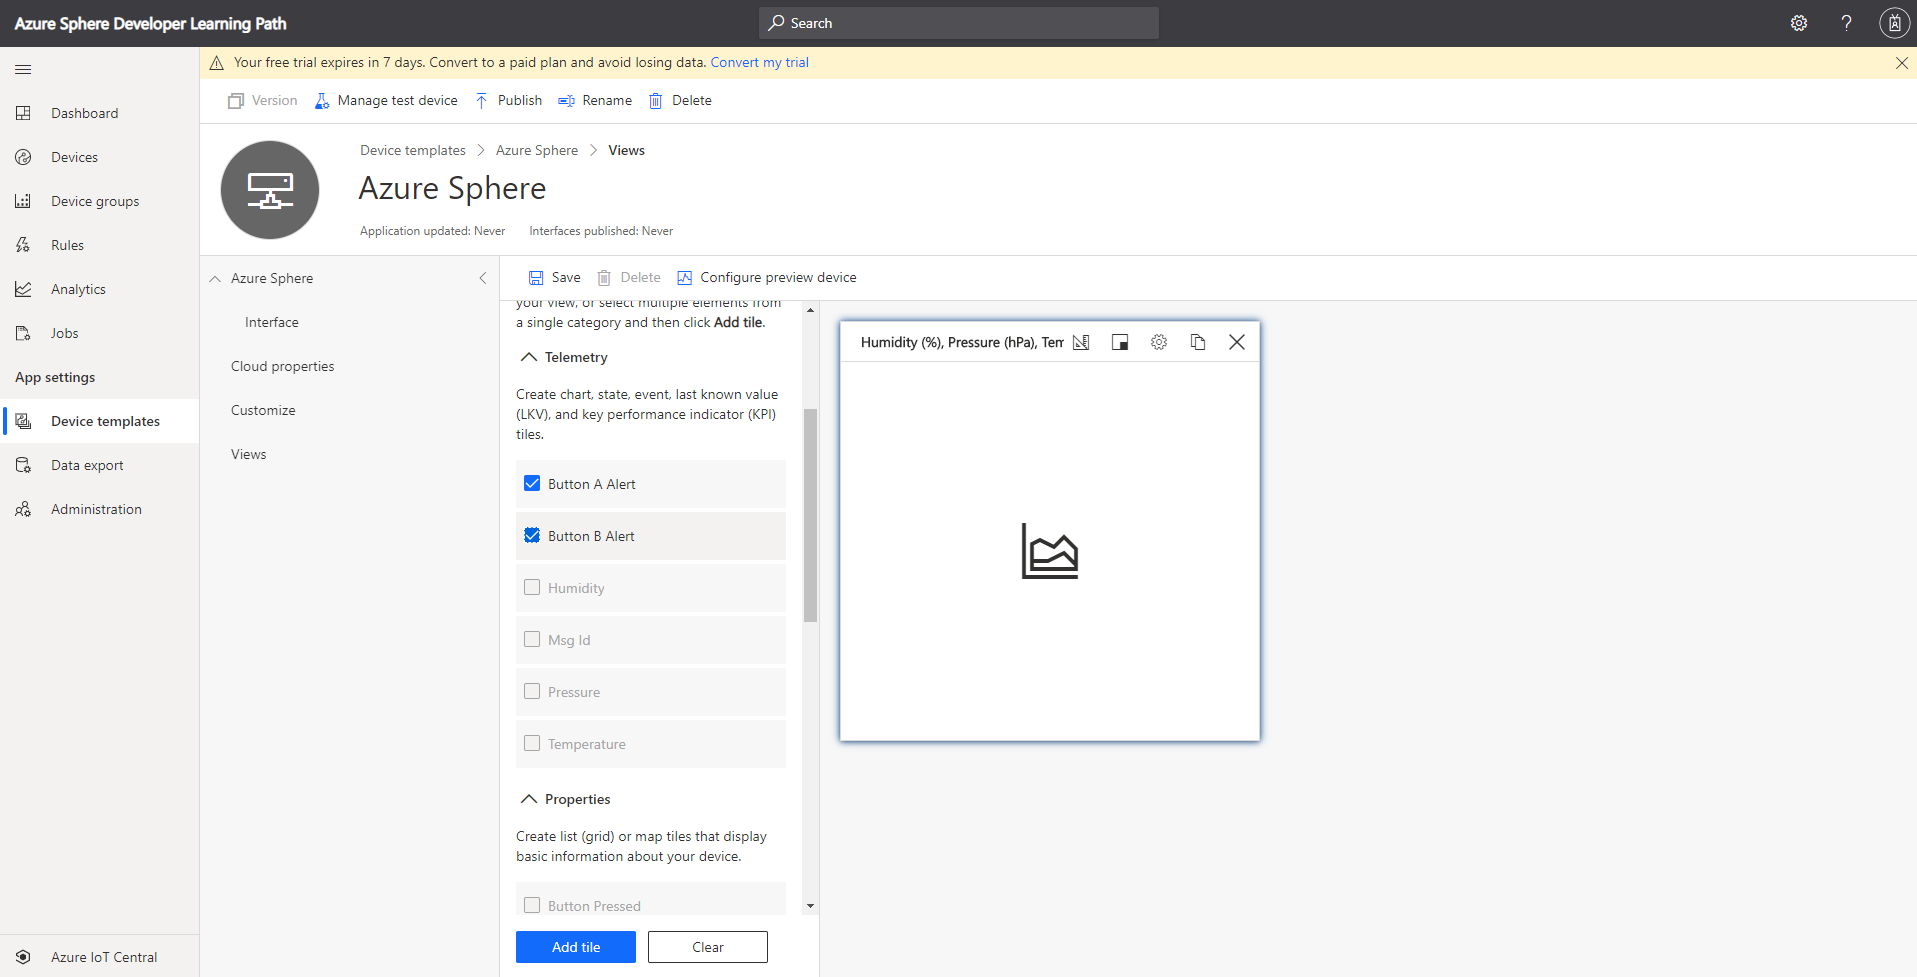 Azure Sphere Developer Learning Path
Search
Your free trial expires in 7 days. Convert to a paid plan and avoid losing data. Convert my trial
Dashboard
Devices
Device groups
Rules
Analytics
Jobs
App settings
Device templates
Data export
Administration
Azure IoT Central
Version
Manage test device
Publish
Rename
Delete
Device templates > Azure Sphere > Views
Azure Sphere
Application updated: Never
Interfaces published: Never
Azure Sphere
Interface
Cloud properties
Customize
Views
Save
Delete
Configure preview device
your view, or select multiple elements from
a single category and then click Add tile.
Telemetry
Create chart, state, event, last known value
(LKV), and key performance indicator (KPI)
tiles.
Button A Alert
Button B Alert
Humidity
Msg Id
Pressure
Temperature
Properties
Create list (grid) or map tiles that display
basic information about your device.
Button Pressed
Add tile
Clear
Humidity (%), Pressure (hPa), Tem